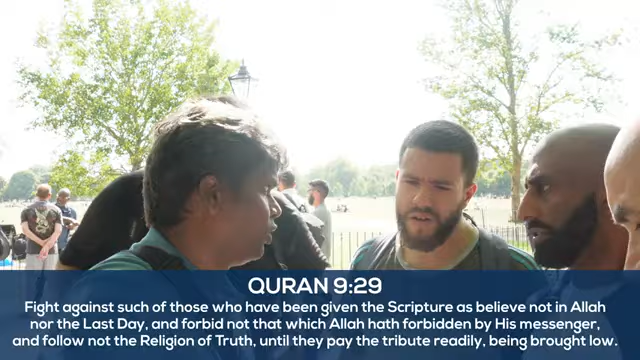 QURAN 9:29
Fight against such of those who have been given the Scripture as believe not in Allah
nor the Last Day, and forbid not that which Allah hath forbidden by His messenger,
and follow not the Religion of Truth, until they pay the tribute readily, being brought low.